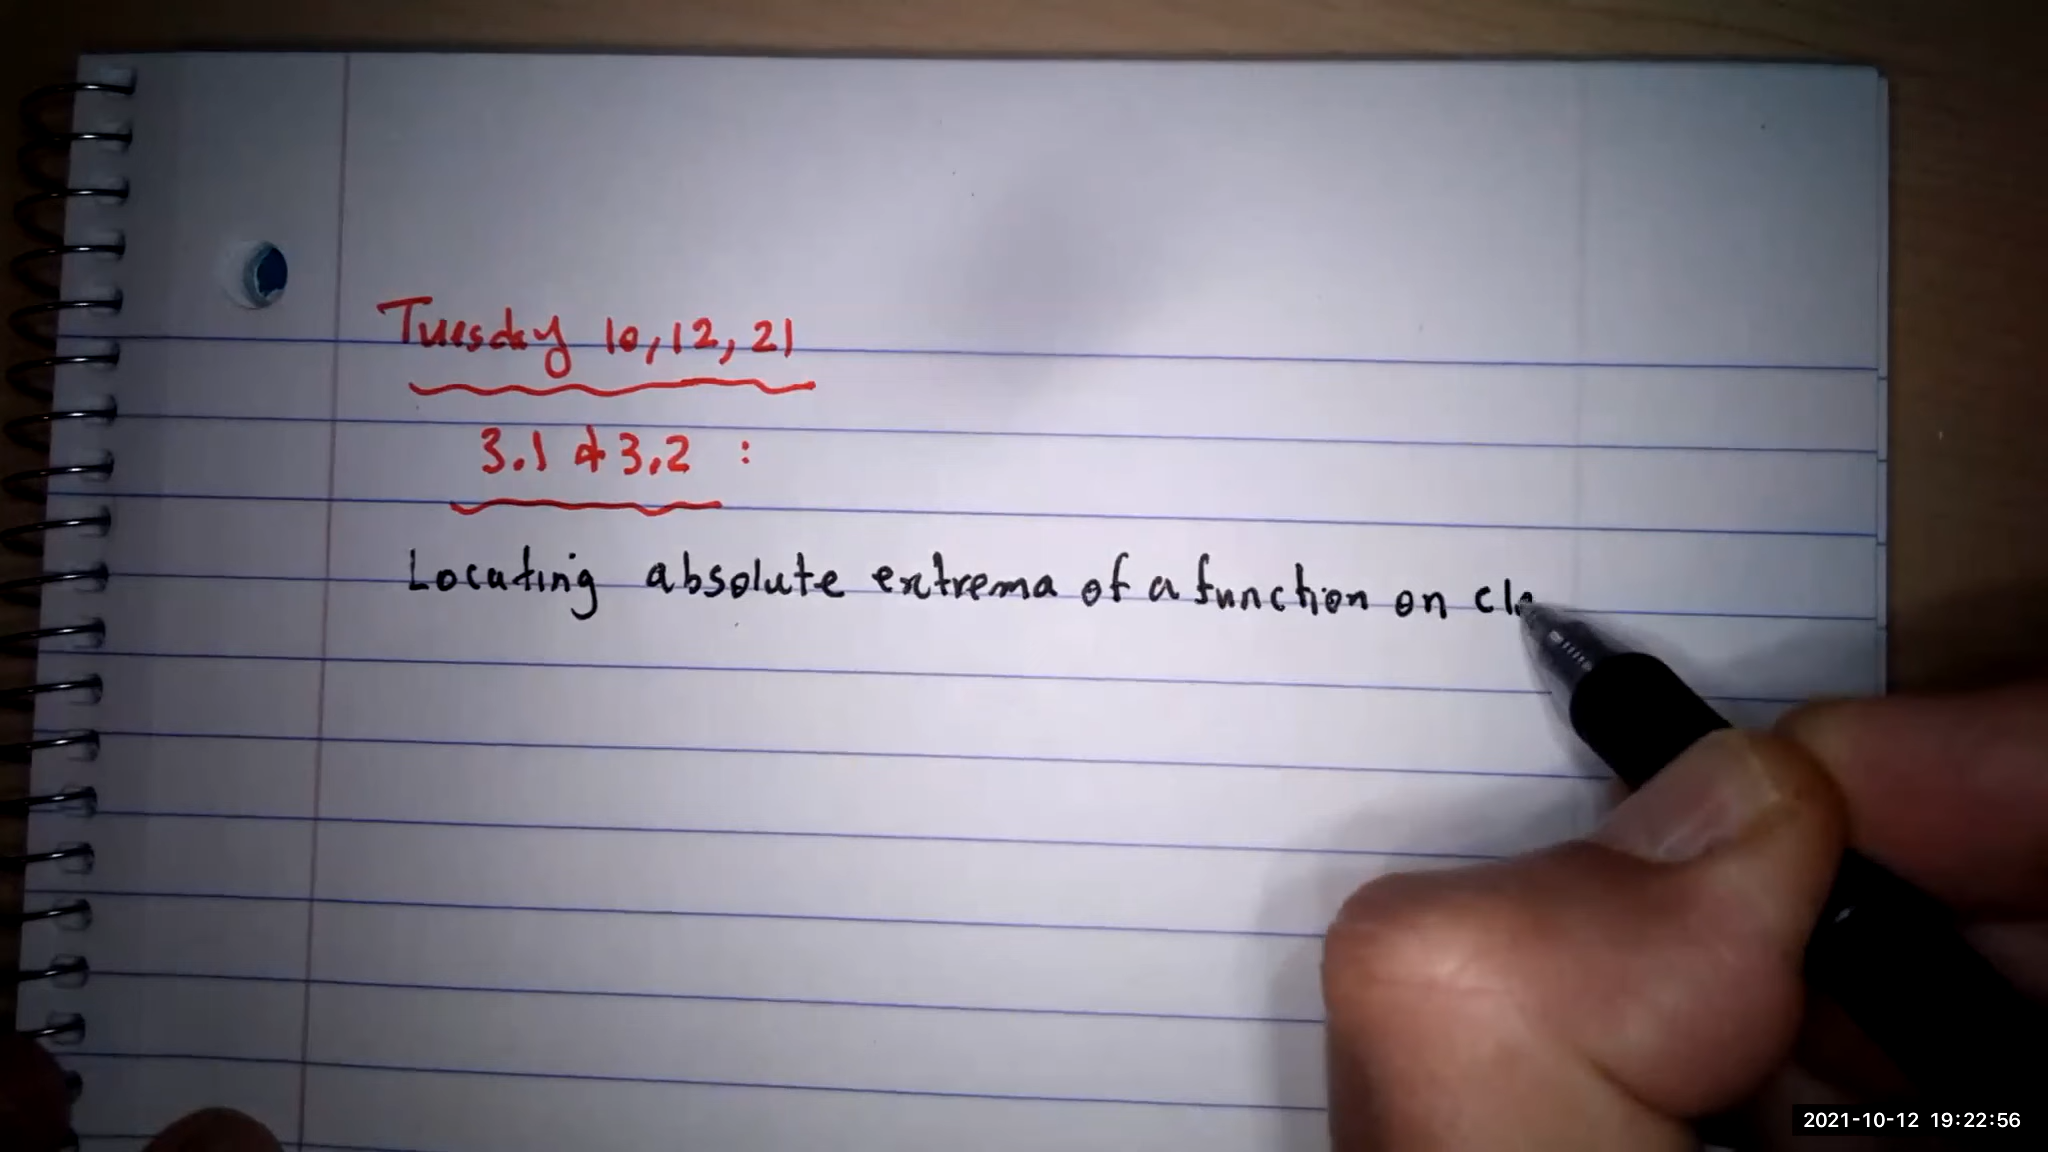 Tuesday 10,12,21
3.1 & 3.2 :
Locating absolute extrema of a function on clo
2021-10-12 19:22:56